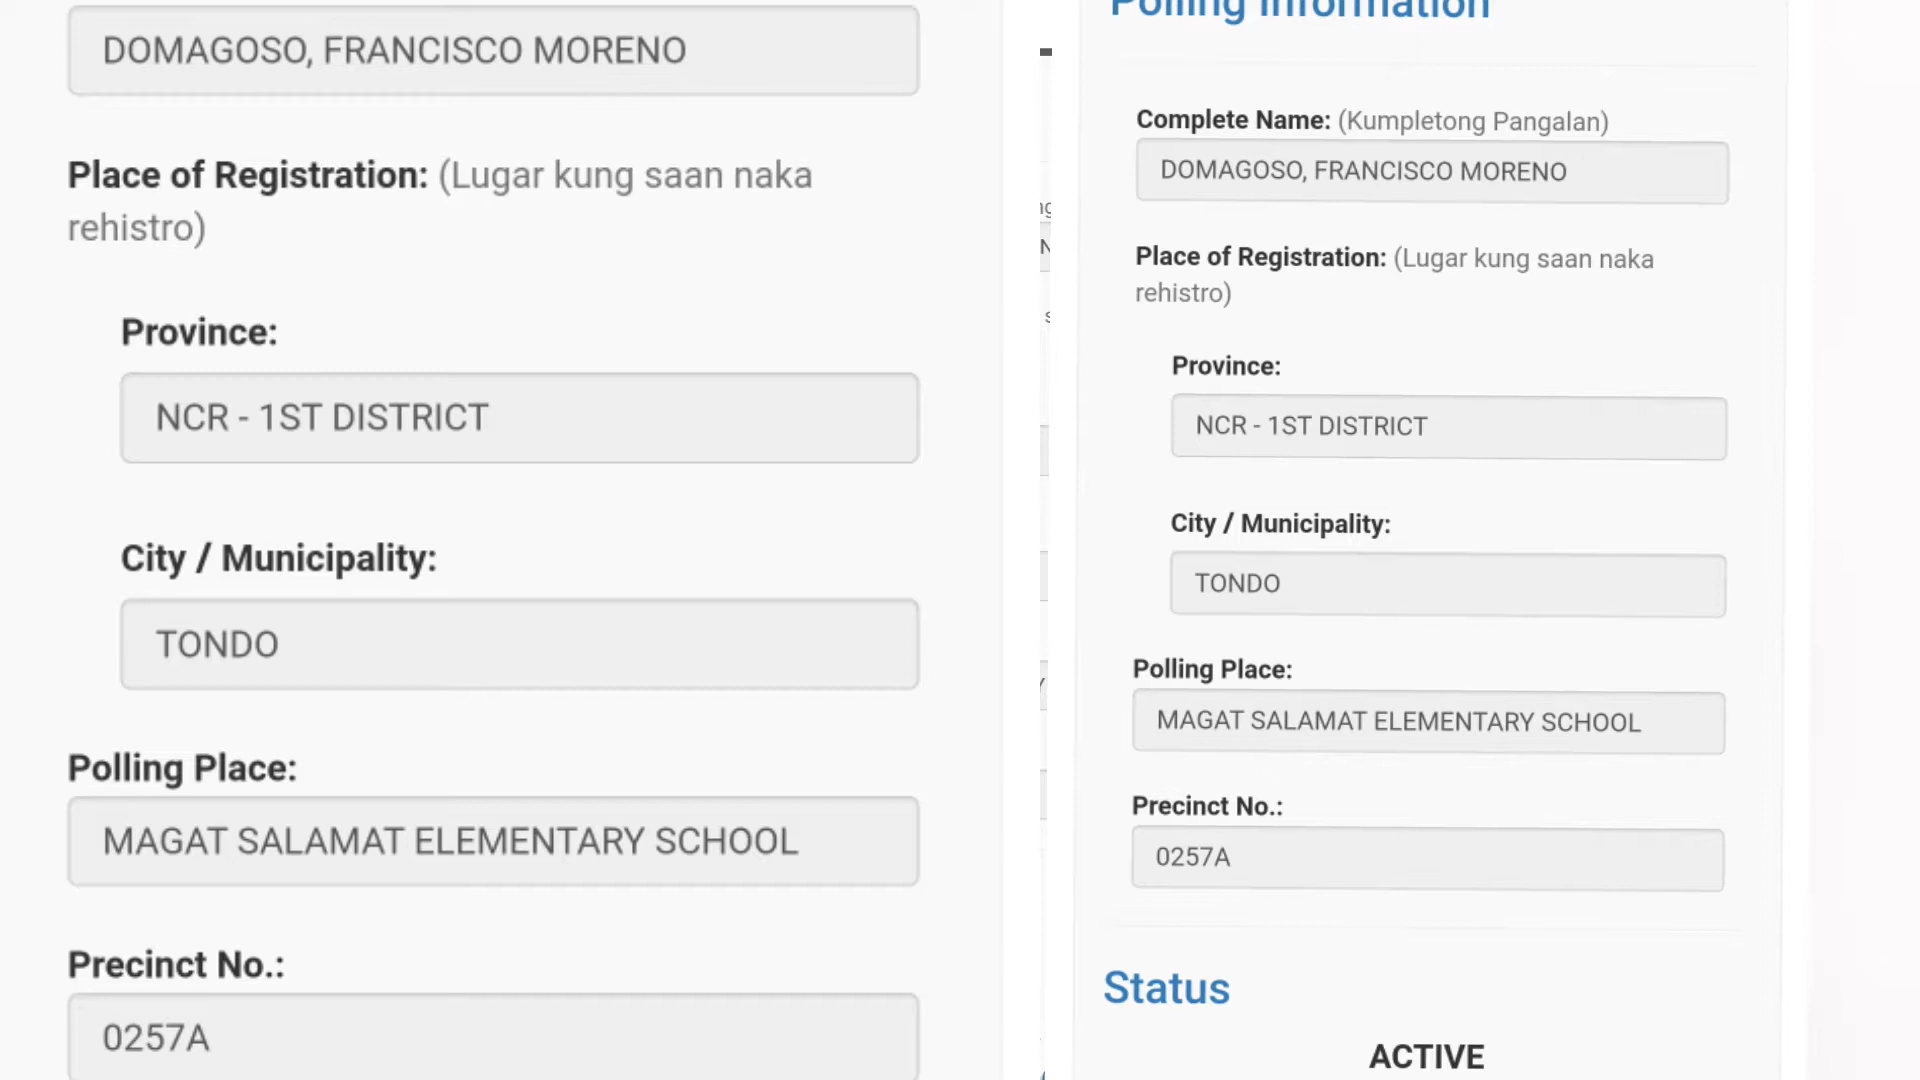 DOMAGOSO, FRANCISCO MORENO
Place of Registration: (Lugar kung saan naka
rehistro)
Province:
NCR - 1ST DISTRICT
City / Municipality:
TONDO
Polling Place:
MAGAT SALAMAT ELEMENTARY SCHOOL
Precinct No.:
0257A
Polling Information
Complete Name: (Kumpletong Pangalan)
DOMAGOSO, FRANCISCO MORENO
Place of Registration: (Lugar kung saan naka
rehistro)
Province:
NCR - 1ST DISTRICT
City / Municipality:
TONDO
Polling Place:
MAGAT SALAMAT ELEMENTARY SCHOOL
Precinct No.:
0257A
Status
ACTIVE